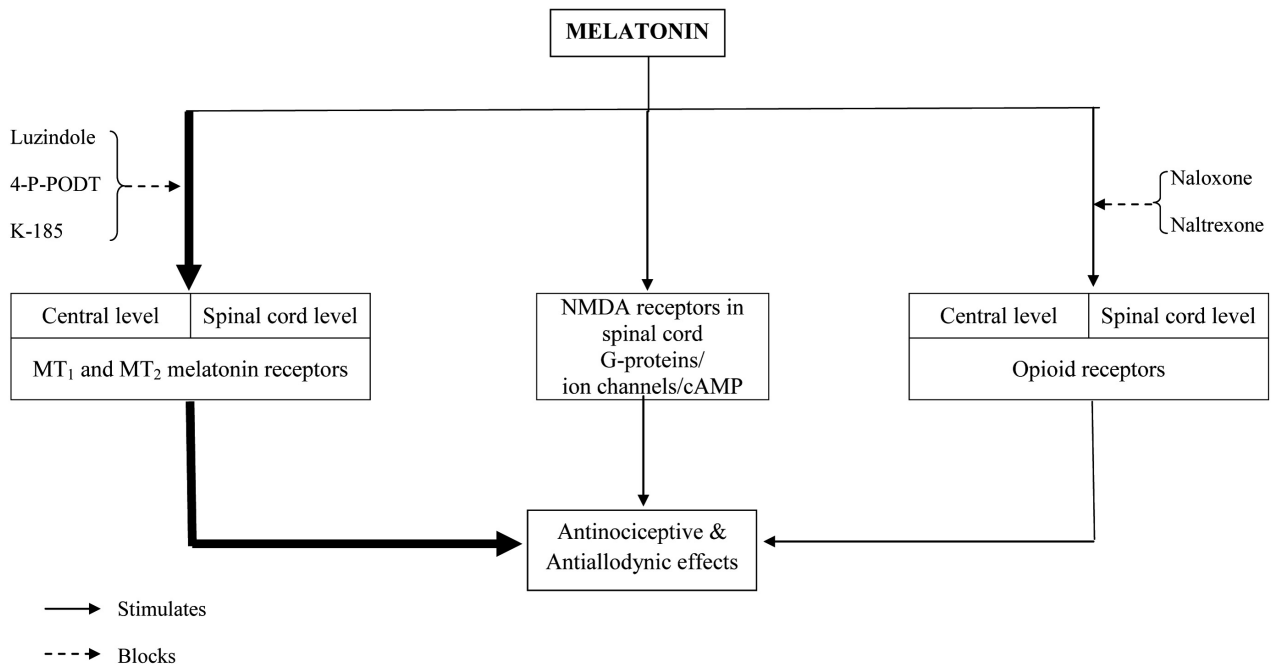 MELATONIN
Luzindole
4-P-PODT
K-185
Naloxone
Naltrexone
Central level
Spinal cord level
MT₁ and MT₂ melatonin receptors
NMDA receptors in
spinal cord
G-proteins/
ion channels/cAMP
Central level
Spinal cord level
Opioid receptors
Antinociceptive &
Antiallodynic effects
Stimulates
Blocks